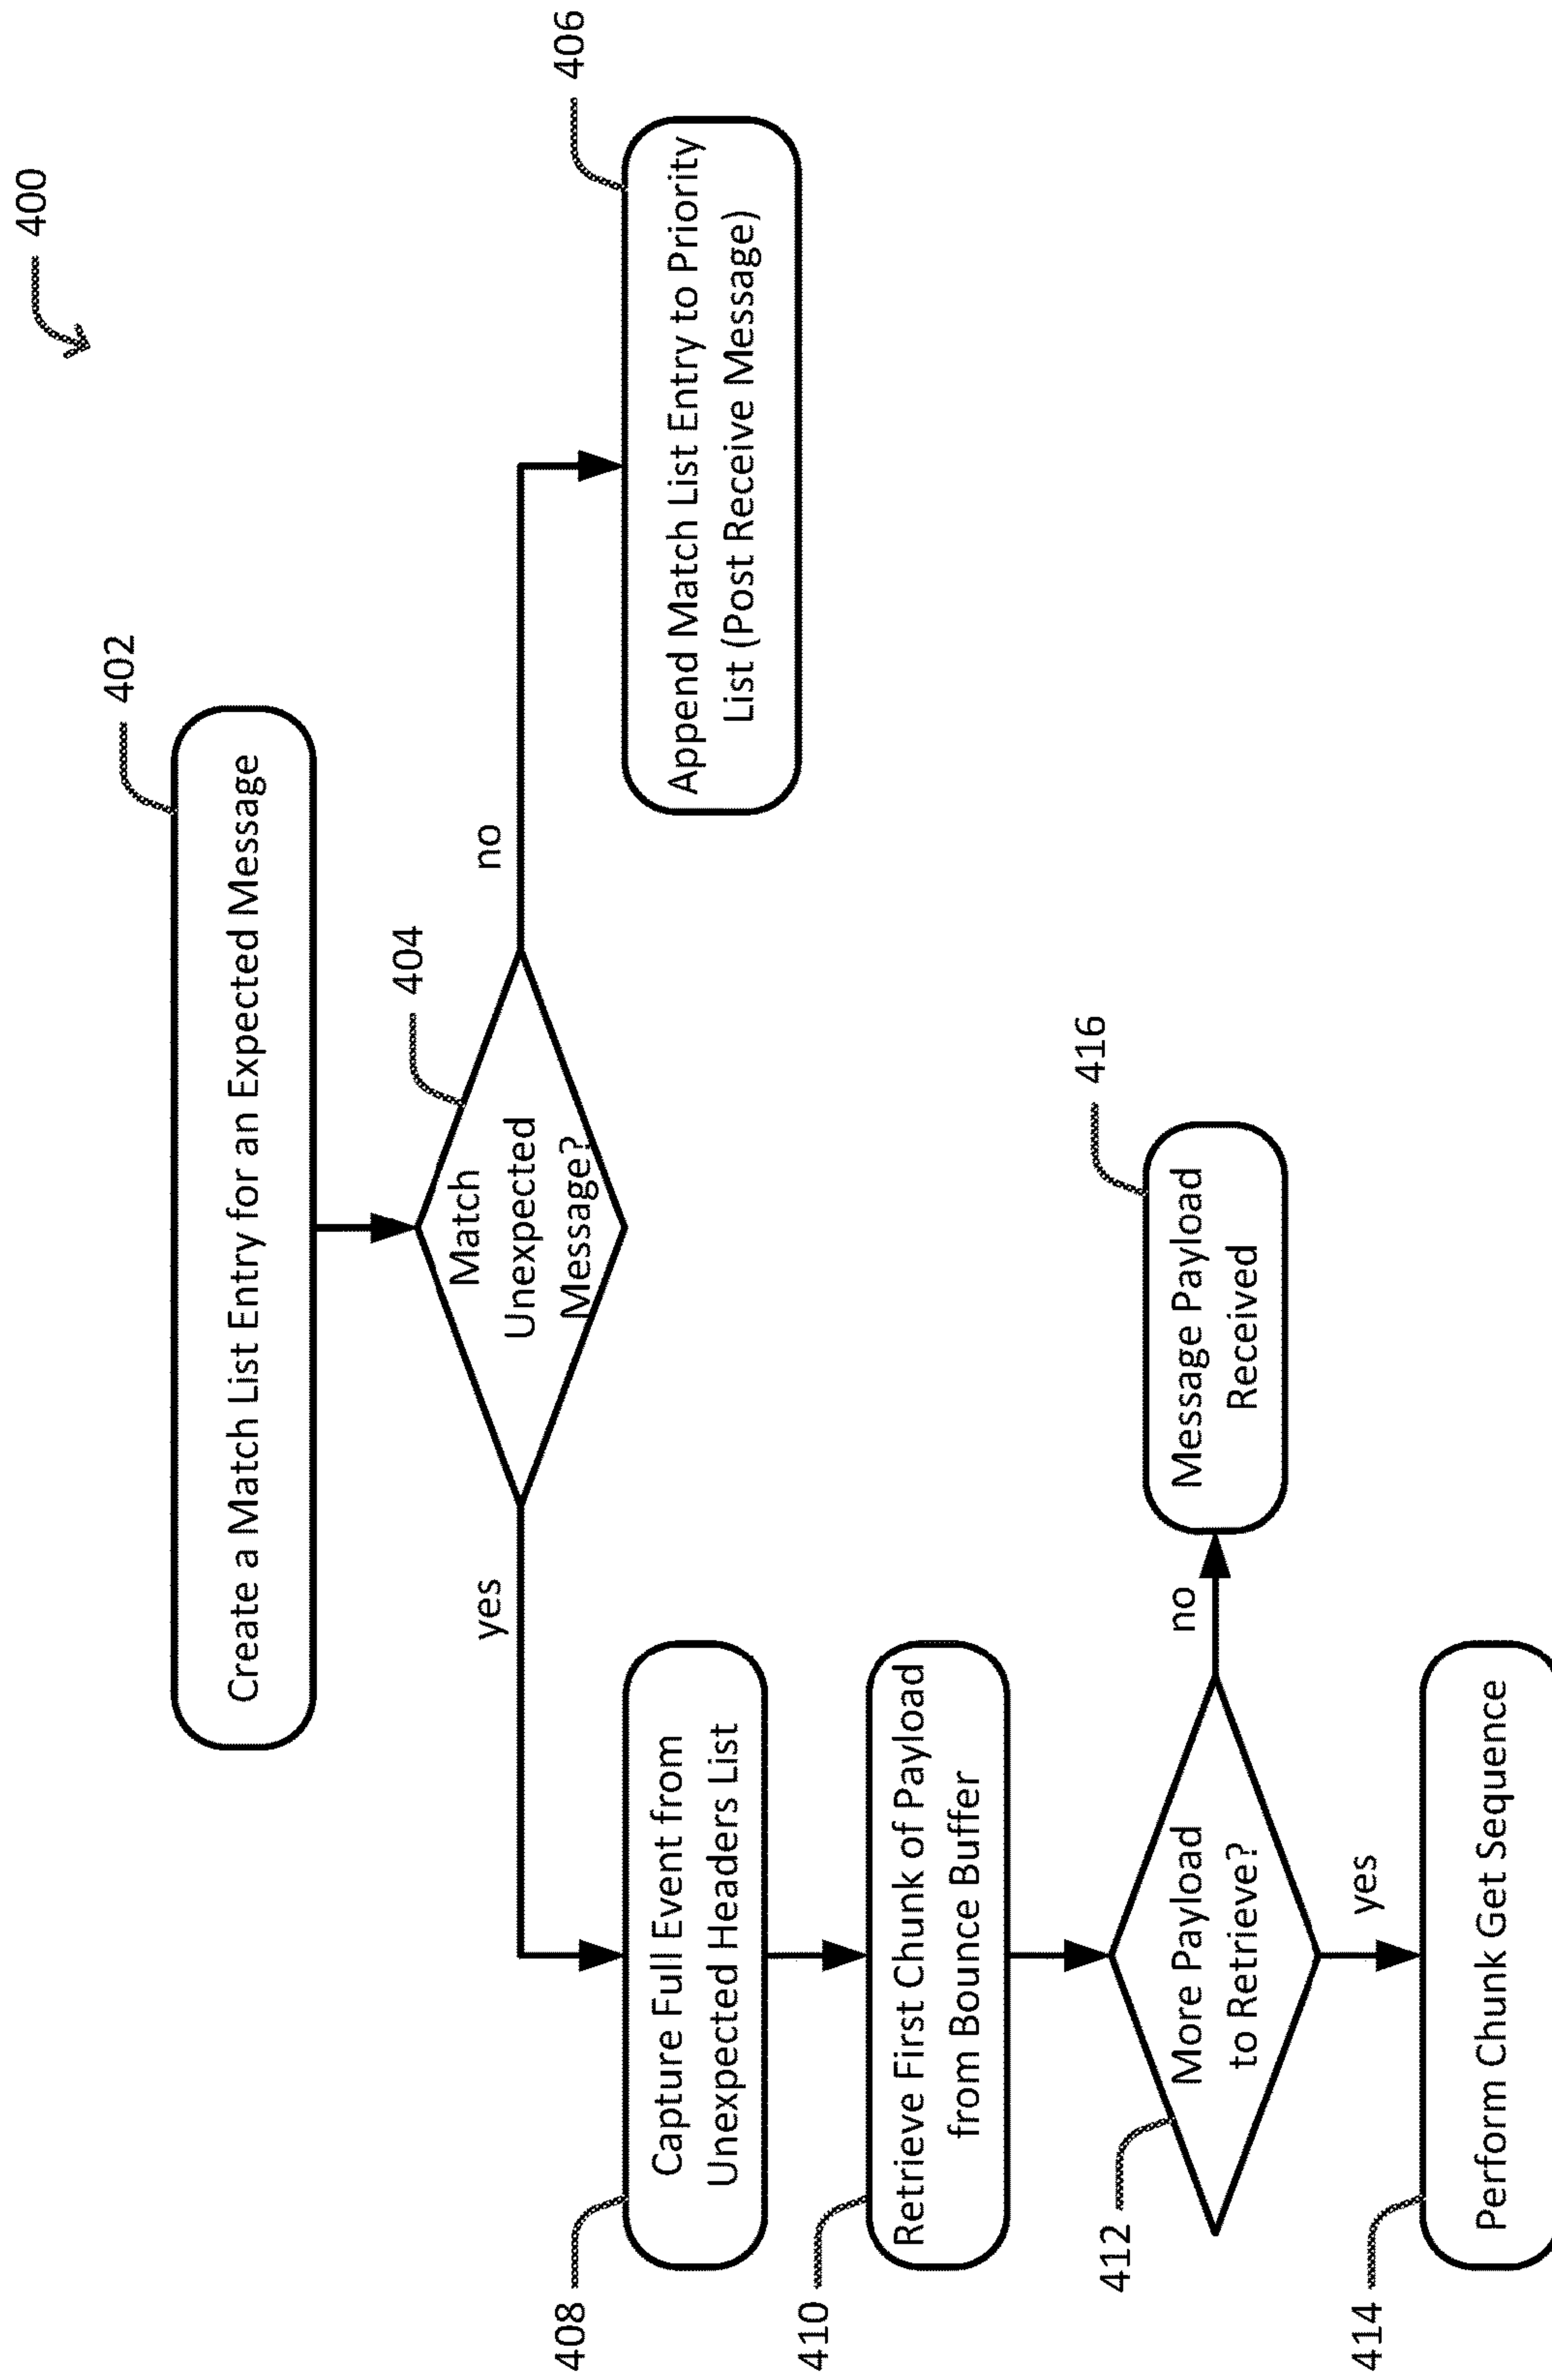 400
402
Create a Match List Entry for an Expected Message
404
Match
Unexpected
Message?
yes
no
406
Append Match List Entry to Priority
List (Post Receive Message)
408
Capture Full Event from
Unexpected Headers List
410
Retrieve First Chunk of Payload
from Bounce Buffer
412
More Payload
to Retrieve?
no
416
Message Payload
Received
yes
414
Perform Chunk Get Sequence